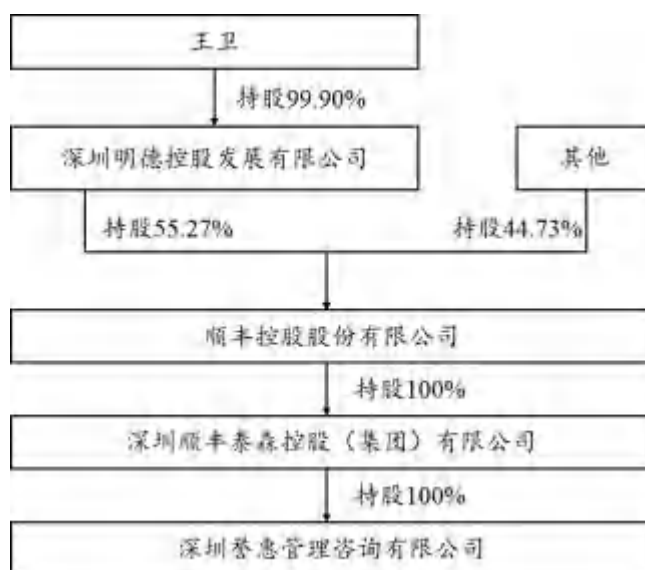 王卫
持股99.90%
深圳明德控股发展有限公司
其他
持股55.27%
持股44.73%
顺丰控股股份有限公司
持股100%
深圳顺丰泰森控股（集团）有限公司
持股100%
深圳誉惠管理咨询有限公司